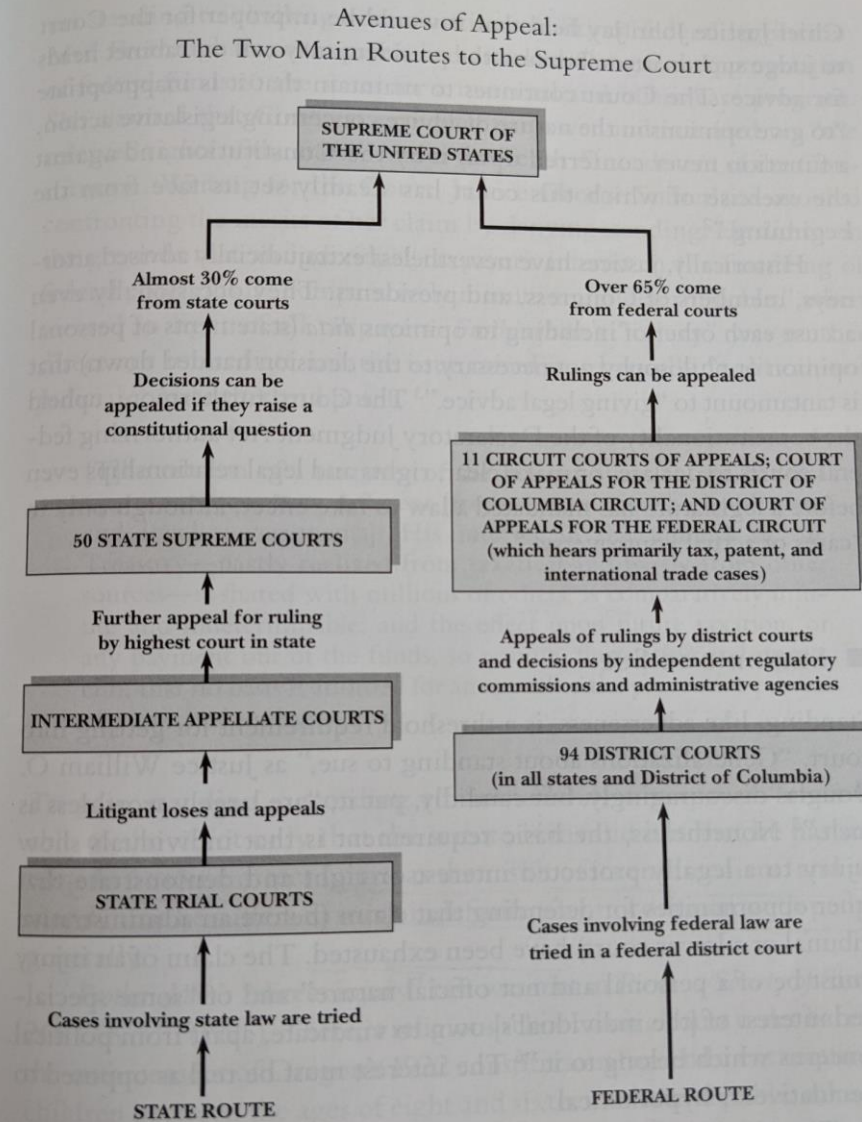 Avenues of Appeal:
The Two Main Routes to the Supreme Court
SUPREME COURT OF
THE UNITED STATES
Almost 30% come
from state courts
Decisions can be
appealed if they raise a
constitutional question
50 STATE SUPREME COURTS
Further appeal for ruling
by highest court in state
INTERMEDIATE APPELLATE COURTS
Litigant loses and appeals
STATE TRIAL COURTS
Cases involving state law are tried
STATE ROUTE
Over 65% come
from federal courts
Rulings can be appealed
11 CIRCUIT COURTS OF APPEALS; COURT
OF APPEALS FOR THE DISTRICT OF
COLUMBIA CIRCUIT; AND COURT OF
APPEALS FOR THE FEDERAL CIRCUIT
(which hears primarily tax, patent, and
international trade cases)
Appeals of rulings by district courts
and decisions by independent regulatory
commissions and administrative agencies
94 DISTRICT COURTS
(in all states and District of Columbia)
Cases involving federal law are
tried in a federal district court
FEDERAL ROUTE